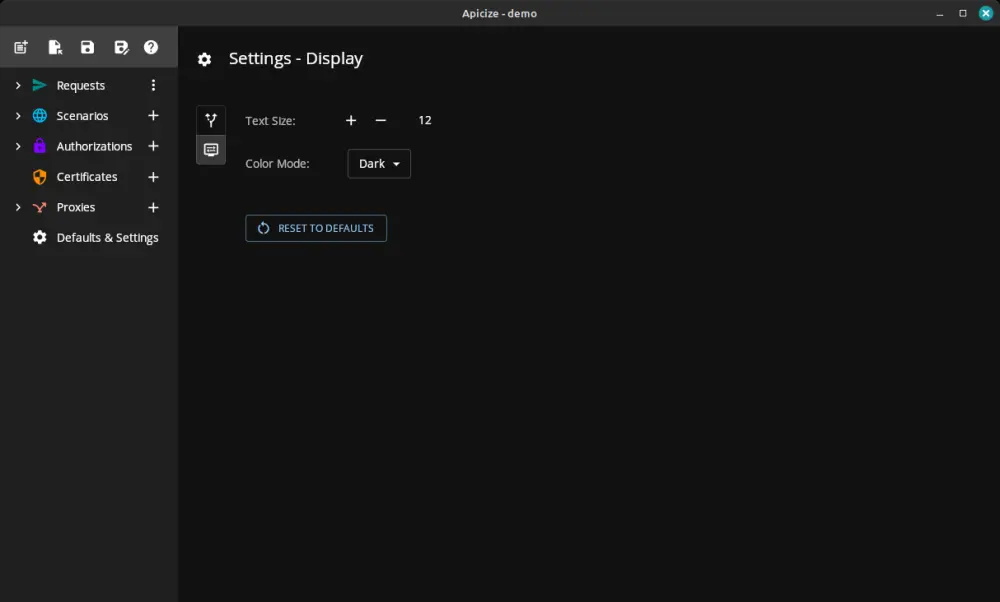 Apicize - demo
Settings - Display
Requests
Scenarios
Authorizations
Certificates
Proxies
Defaults & Settings
Text Size: 12
Color Mode: Dark
RESET TO DEFAULTS